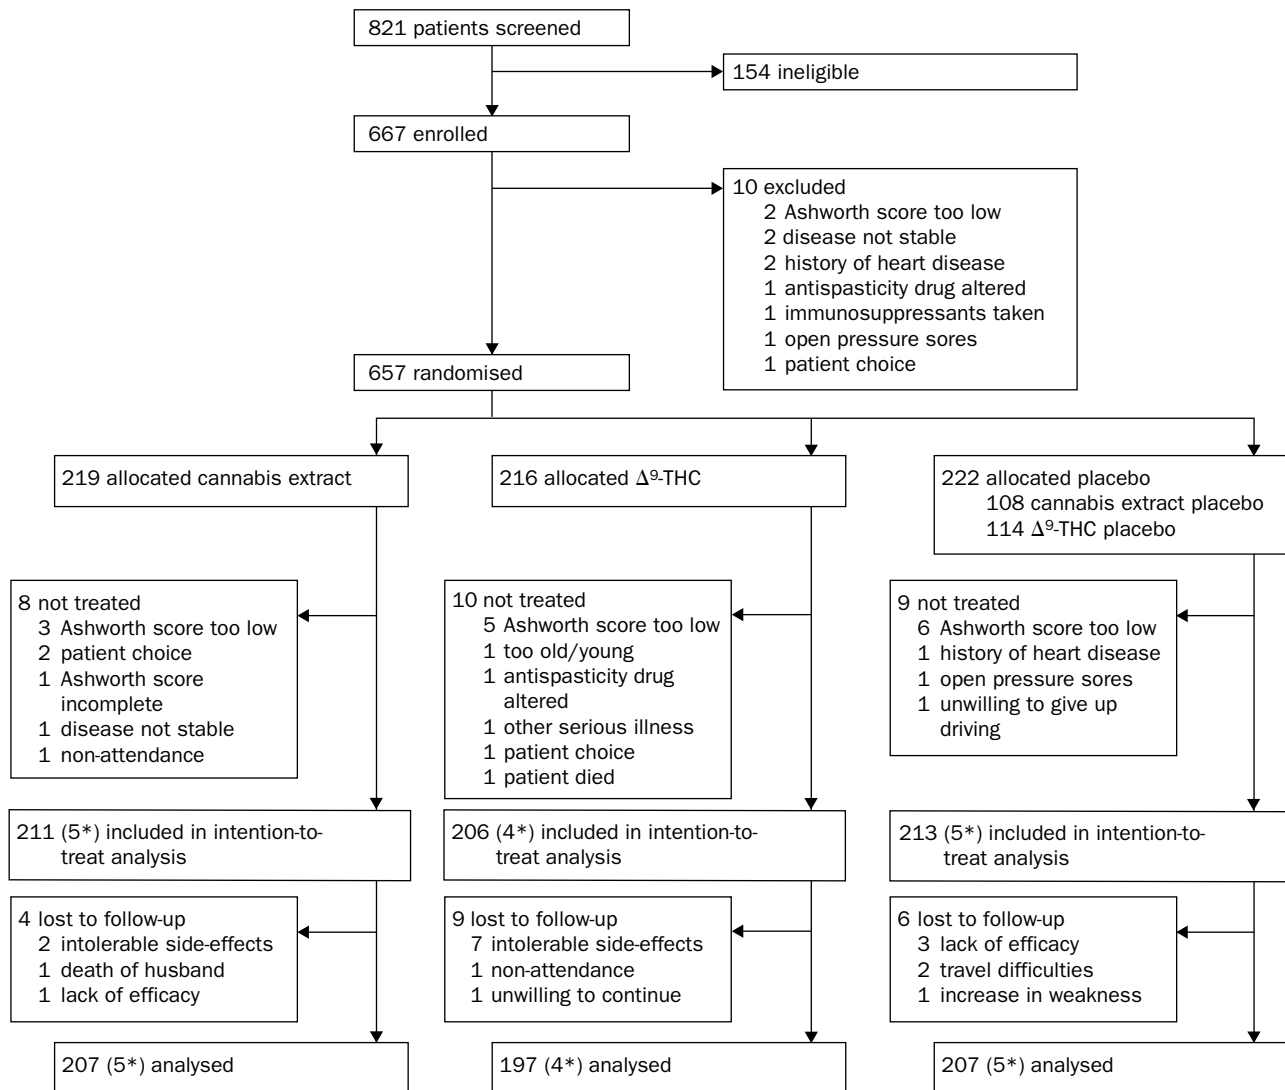 821 patients screened
154 ineligible
667 enrolled
10 excluded
2 Ashworth score too low
2 disease not stable
2 history of heart disease
1 antispasticity drug altered
1 immunosuppressants taken
1 open pressure sores
1 patient choice
657 randomised
219 allocated cannabis extract
216 allocated Δ⁹-THC
222 allocated placebo
108 cannabis extract placebo
114 Δ⁹-THC placebo
8 not treated
3 Ashworth score too low
2 patient choice
1 Ashworth score
incomplete
1 disease not stable
1 non-attendance
10 not treated
5 Ashworth score too low
1 too old/young
1 antispasticity drug
altered
1 other serious illness
1 patient choice
1 patient died
9 not treated
6 Ashworth score too low
1 history of heart disease
1 open pressure sores
1 unwilling to give up
driving
211 (5*) included in intention-to-
treat analysis
206 (4*) included in intention-to-
treat analysis
213 (5*) included in intention-to-
treat analysis
4 lost to follow-up
2 intolerable side-effects
1 death of husband
1 lack of efficacy
9 lost to follow-up
7 intolerable side-effects
1 non-attendance
1 unwilling to continue
6 lost to follow-up
3 lack of efficacy
2 travel difficulties
1 increase in weakness
207 (5*) analysed
197 (4*) analysed
207 (5*) analysed